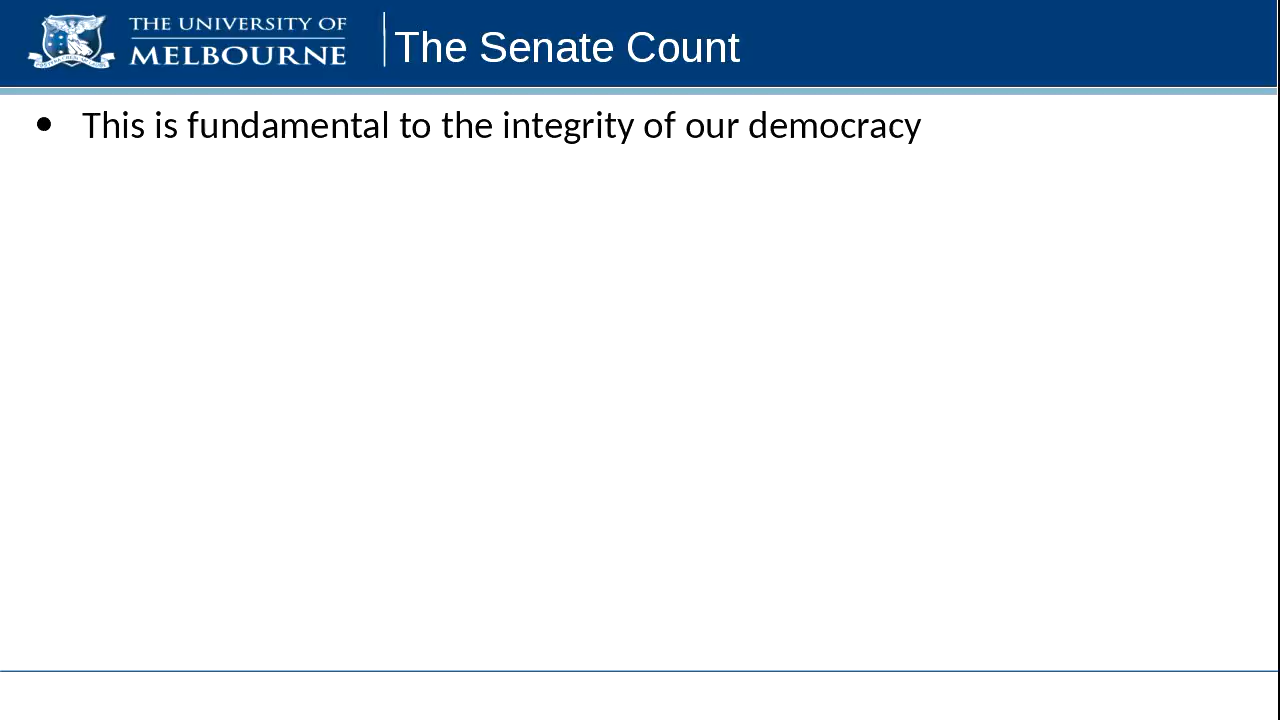 THE UNIVERSITY OF
MELBOURNE
The Senate Count
• This is fundamental to the integrity of our democracy